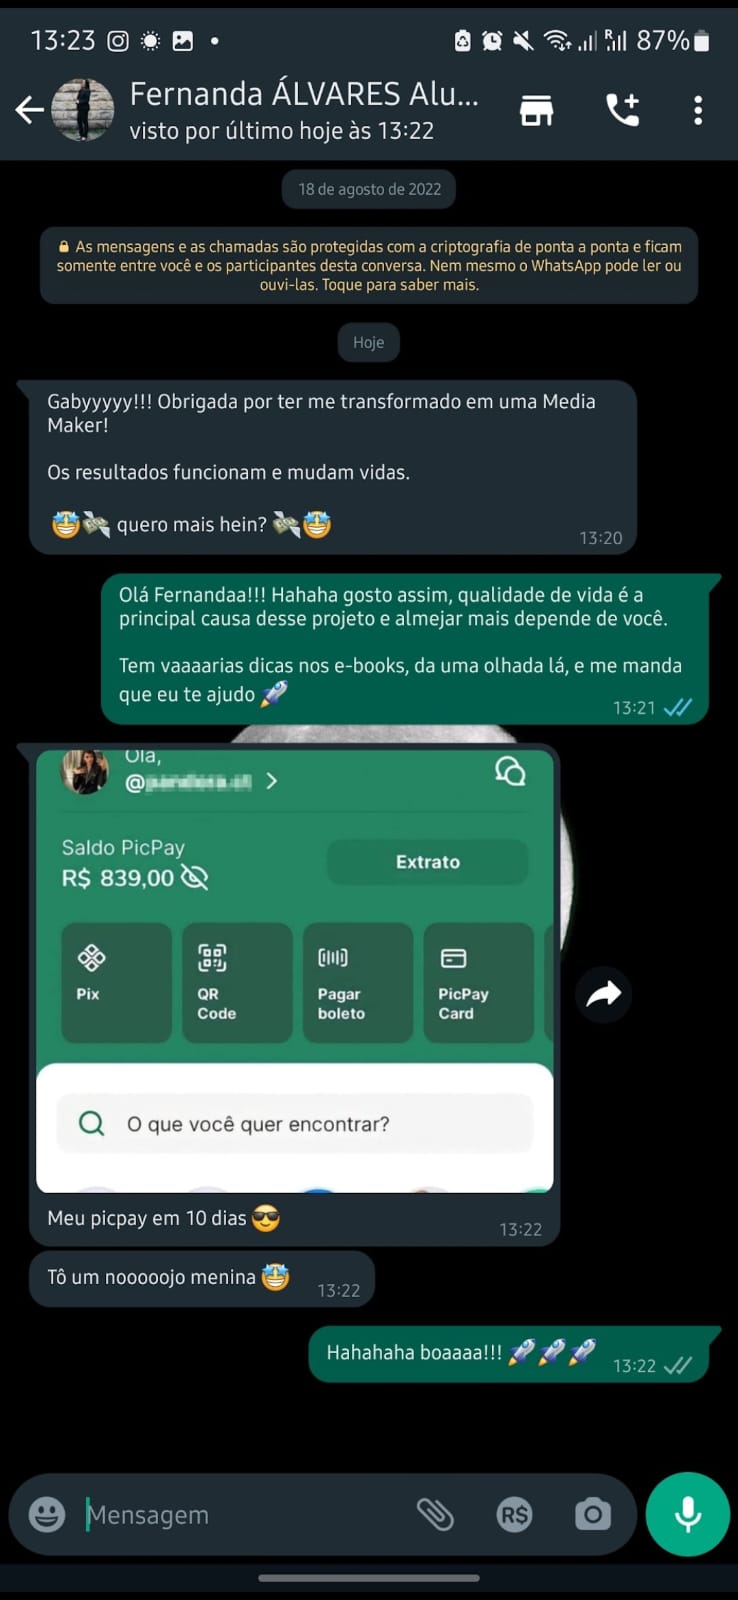 13:23
87%
Fernanda ÁLVARES Alu...
visto por último hoje às 13:22
18 de agosto de 2022
As mensagens e as chamadas são protegidas com a criptografia de ponta a ponta e ficam
somente entre você e os participantes desta conversa. Nem mesmo o WhatsApp pode ler ou
ouvi-las. Toque para saber mais.
Hoje
Gabyyyyy!!! Obrigada por ter me transformado em uma Media
Maker!
Os resultados funcionam e mudam vidas.
🤩💸 quero mais hein? 💸🤩
13:20
Olá Fernandaa!!! Hahaha gosto assim, qualidade de vida é a
principal causa desse projeto e almejar mais depende de você.
Tem vaaaarias dicas nos e-books, da uma olhada lá, e me manda
que eu te ajudo 🚀
13:21
Olá,
@
Saldo PicPay
R$ 839,00
Extrato
Pix
QR
Code
Pagar
boleto
PicPay
Card
O que você quer encontrar?
Meu picpay em 10 dias 😎
13:22
Tô um nooooojo menina 🤩 13:22
Hahahaha boaaaa!!! 🚀🚀🚀 13:22
Mensagem
R$